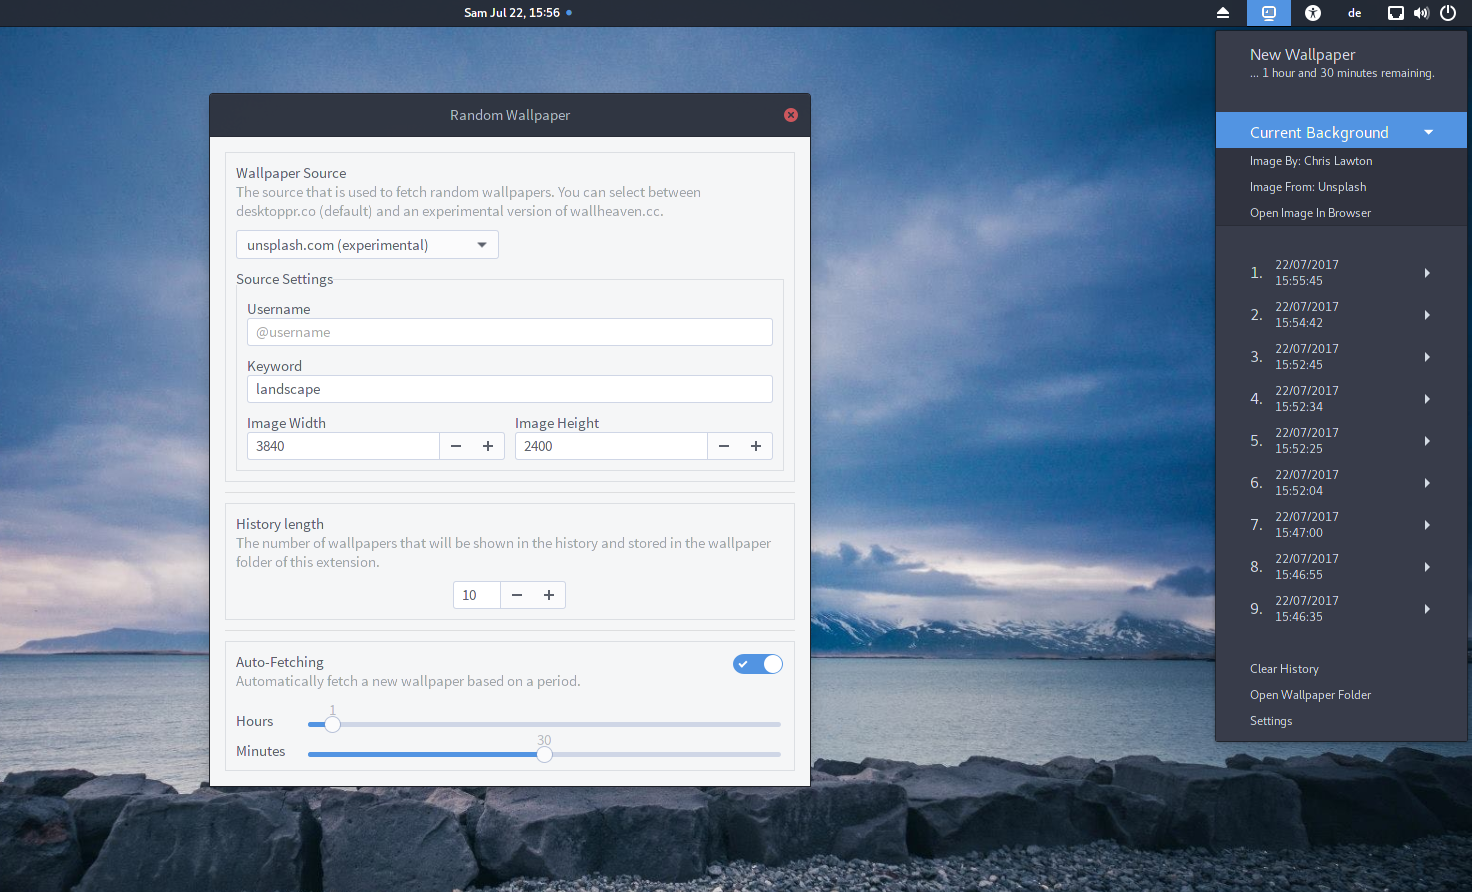 Sam Jul 22, 15:56
de
Random Wallpaper
Wallpaper Source
The source that is used to fetch random wallpapers. You can select between
desktoppr.co (default) and an experimental version of wallheaven.cc.
unsplash.com (experimental)
Source Settings
Username
@username
Keyword
landscape
Image Width
Image Height
3840
2400
History length
The number of wallpapers that will be shown in the history and stored in the wallpaper
folder of this extension.
10
Auto-Fetching
Automatically fetch a new wallpaper based on a period.
1
Hours
30
Minutes
New Wallpaper
... 1 hour and 30 minutes remaining.
Current Background
Image By: Chris Lawton
Image From: Unsplash
Open Image In Browser
1. 22/07/2017
15:55:45
2. 22/07/2017
15:54:42
3. 22/07/2017
15:52:45
4. 22/07/2017
15:52:34
5. 22/07/2017
15:52:25
6. 22/07/2017
15:52:04
7. 22/07/2017
15:47:00
8. 22/07/2017
15:46:55
9. 22/07/2017
15:46:35
Clear History
Open Wallpaper Folder
Settings